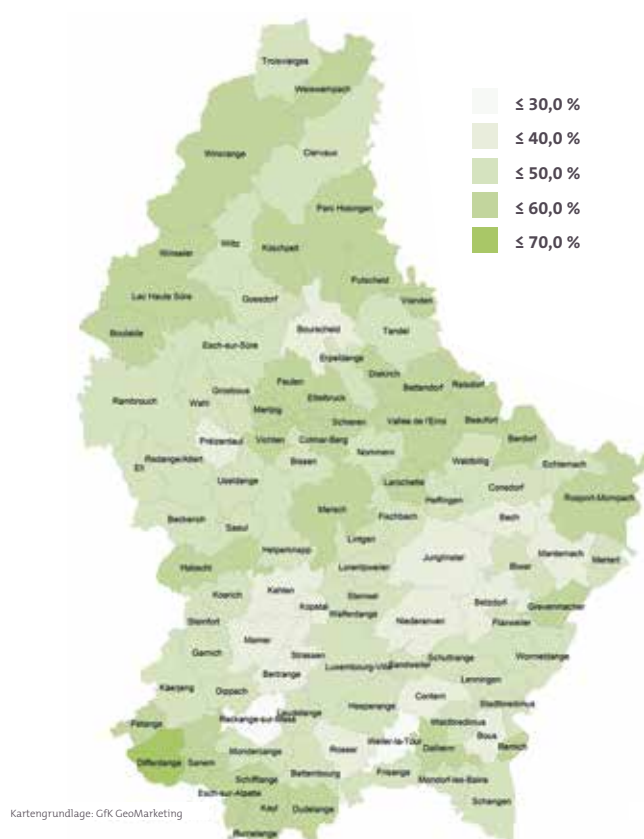 Troisvierges
Weiswampach
≤ 30,0 %
≤ 40,0 %
Wincrange
Clervaux
≤ 50,0 %
≤ 60,0 %
Parc Hosingen
Wiltz
Kiischpelt
≤ 70,0 %
Winseler
Putscheid
Lac Haute Sûre
Goesdorf
Vianden
Boulaide
Bourscheid
Tandel
Esch-sur-Sûre
Erpeldange
Diekirch
Feulen
Bettendorf
Reisdorf
Rambrouch
Wahl
Grosbous
Ettelbruck
Mertzig
Schieren
Vallée de l'Ernz
Beaufort
Préizerdaul
Vichten
Colmar-Berg
Berdorf
Nommern
Ell
Redange/Attert
Bissen
Waldbillig
Echternach
Useldange
Larochette
Consdorf
Heffingen
Rosport-Mompach
Mersch
Beckerich
Saeul
Fischbach
Bech
Lintgen
Helperknapp
Junglinster
Manternach
Mertert
Habscht
Lorentzweiler
Biwer
Koerich
Kehlen
Steinsel
Kopstal
Betzdorf
Grevenmacher
Steinfort
Walferdange
Niederanven
Flaxweiler
Mamer
Garnich
Strassen
Luxembourg-Ville
Sandweiler
Schuttrange
Wormeldange
Bertrange
Lenningen
Käerjeng
Dippach
Contern
Stadtbredimus
Reckange-sur-Mess
Leudelange
Hesperange
Pétange
Waldbredimus
Weiler-la-Tour
Bous
Mondercange
Roeser
Dalheim
Remich
Differdange
Sanem
Bettembourg
Frisange
Schifflange
Mondorf-les-Bains
Esch-sur-Alzette
Schengen
Kayl
Dudelange
Kartengrundlage: GfK GeoMarketing
Rumelange